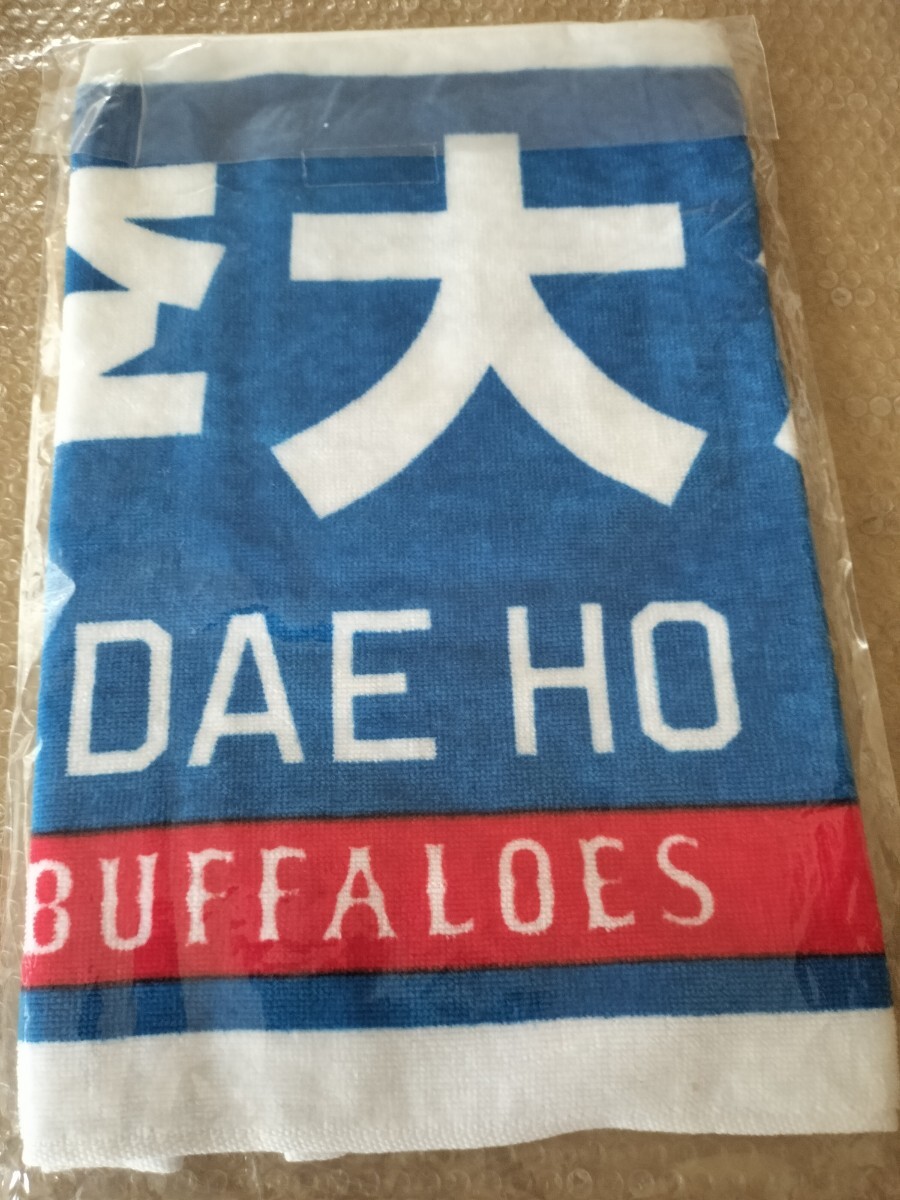 大
DAE HO
BUFFALOES